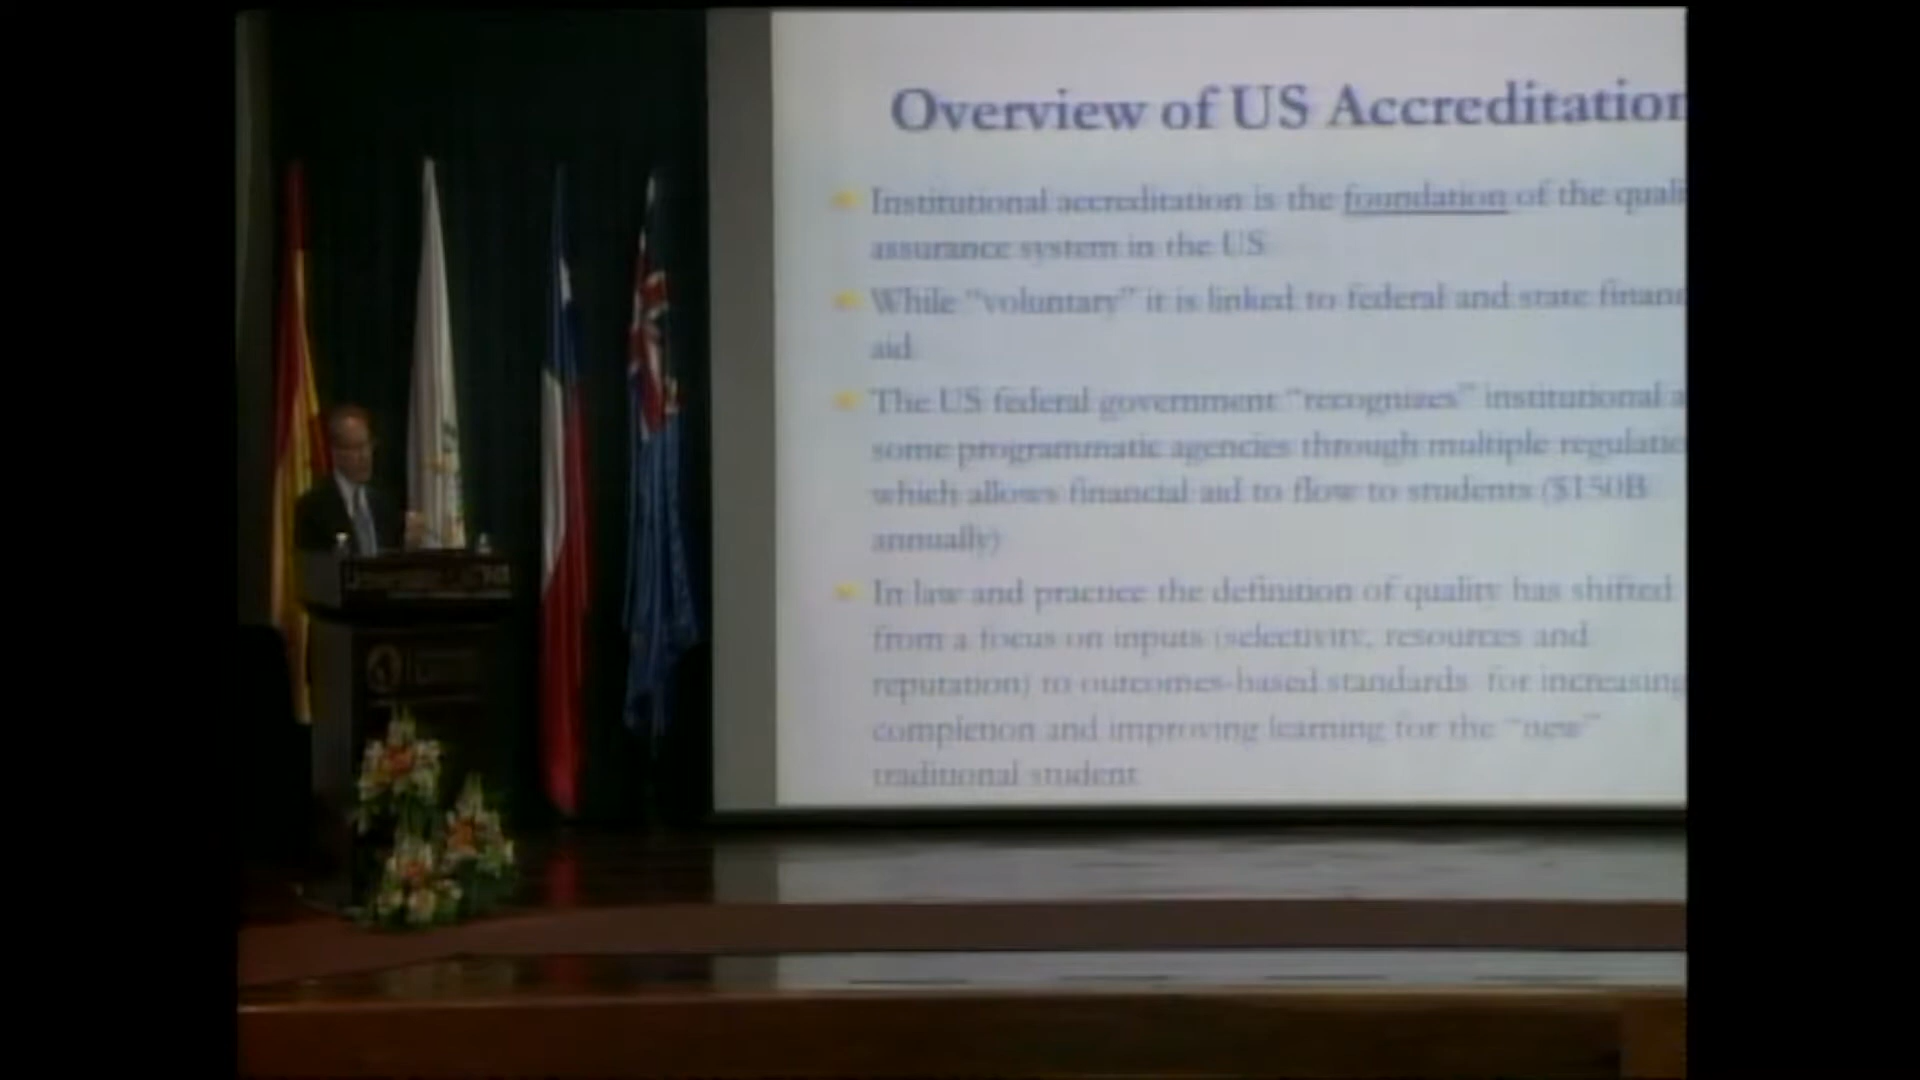 Overview of US Accreditation
Institutional accreditation is the foundation of the quali
assurance system in the US
While "voluntary" it is linked to federal and state financ
aid
The US federal government "recognizes" institutional a
some programmatic agencies through multiple regulatio
which allows financial aid to flow to students ($150B
annually)
In law and practice the definition of quality has shifted
from a focus on inputs (selectivity, resources and
reputation) to outcomes-based standards for increasing
completion and improving learning for the "new"
traditional student